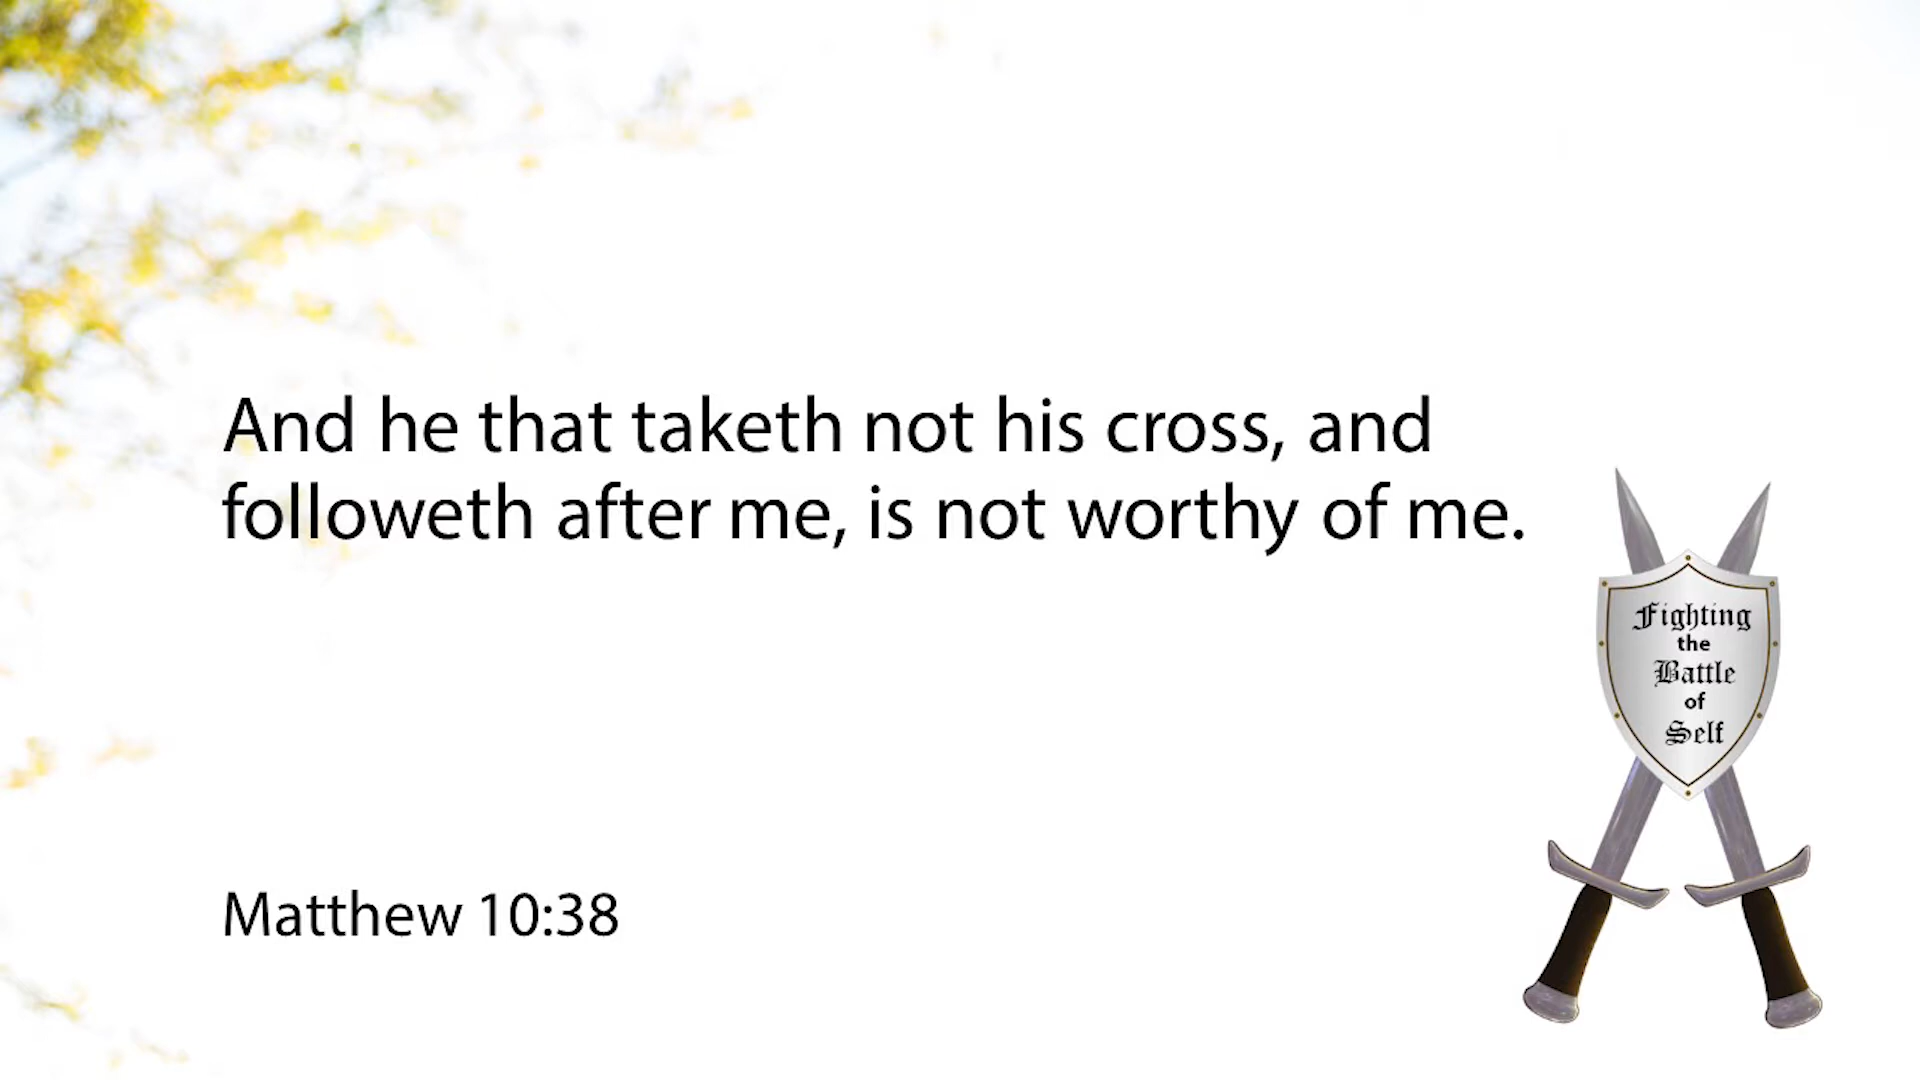 And he that taketh not his cross, and
followeth after me, is not worthy of me.
Fighting
the
Battle
of
Self
Matthew 10:38